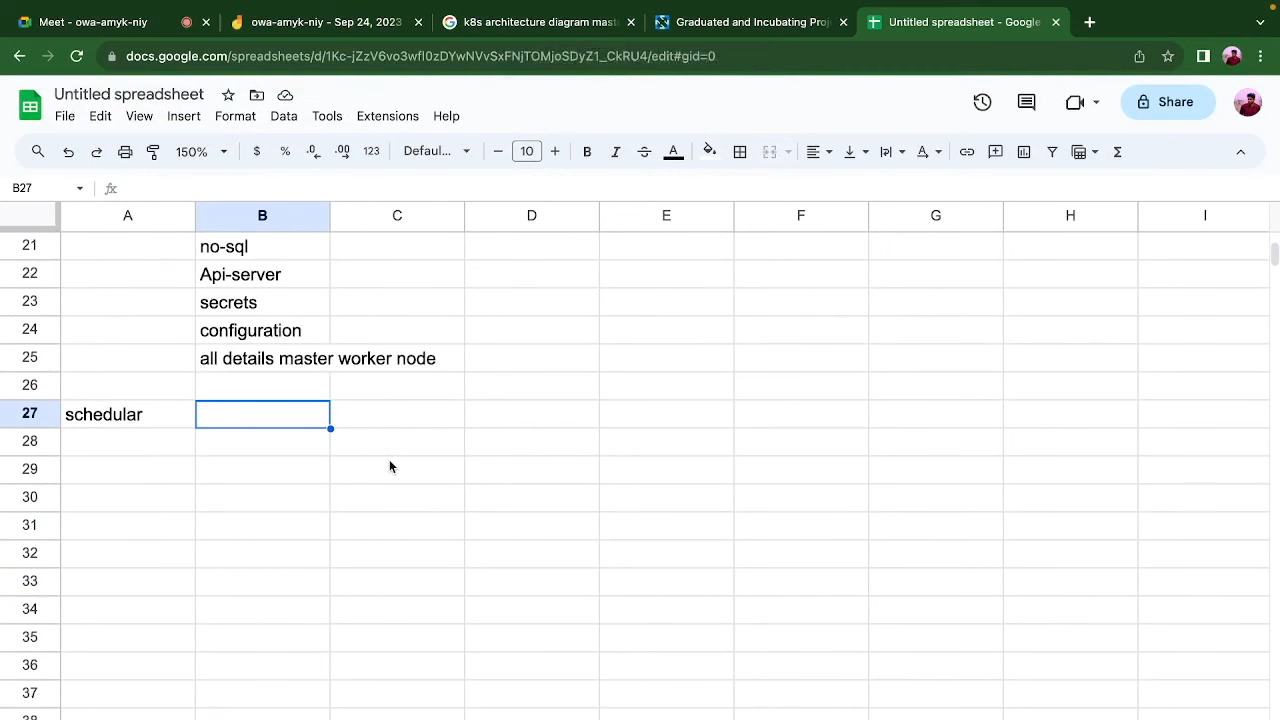 Meet - owa-amyk-niy
owa-amyk-niy - Sep 24, 2023
k8s architecture diagram mast
Graduated and Incubating Proj
Untitled spreadsheet - Google
docs.google.com/spreadsheets/d/1Kc-jZzV6vo3wfl0zDYwNVvSxFNjTOMjoSDyZ1_CkRU4/edit#gid=0
Untitled spreadsheet
File Edit View Insert Format Data Tools Extensions Help
Share
150% $ % .0 .00 123 Defaul... 10 B I A
B27 fx
A B C D E F G H I
21 no-sql
22 Api-server
23 secrets
24 configuration
25 all details master worker node
26
27 schedular
28
29
30
31
32
33
34
35
36
37
38